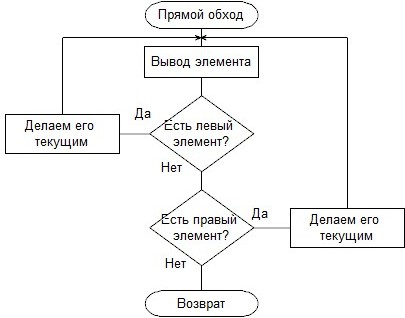 Прямой обход
Вывод элемента
Да
Есть левый
элемент?
Делаем его
текущим
Нет
Есть правый
элемент?
Да
Делаем его
текущим
Нет
Возврат